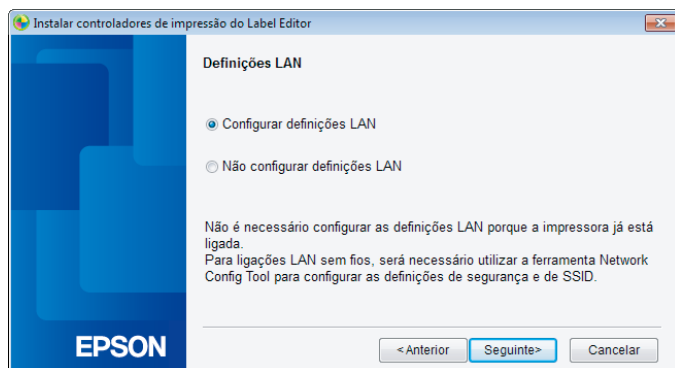 Instalar controladores de impressão do Label Editor
Definições LAN
Configurar definições LAN
Não configurar definições LAN
Não é necessário configurar as definições LAN porque a impressora já está
ligada.
Para ligações LAN sem fios, será necessário utilizar a ferramenta Network
Config Tool para configurar as definições de segurança e de SSID.
EPSON
<Anterior Seguinte> Cancelar